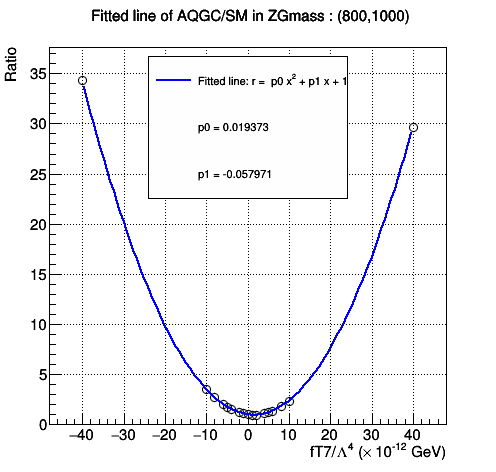 Fitted line of AQGC/SM in ZGmass : (800,1000)
Ratio
Fitted line: r = p0 x² + p1 x + 1
p0 = 0.019373
p1 = -0.057971
35
30
25
20
15
10
5
0
−40 −30 −20 −10 0 10 20 30 40
fT7/Λ⁴ (× 10⁻¹² GeV)